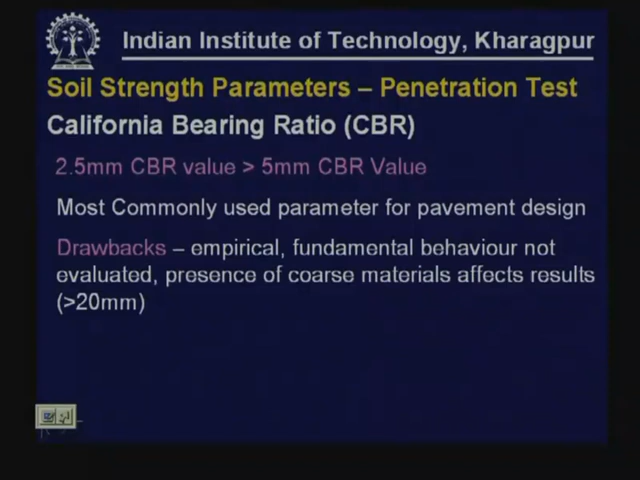 Indian Institute of Technology, Kharagpur
Soil Strength Parameters – Penetration Test
California Bearing Ratio (CBR)
2.5mm CBR value > 5mm CBR Value
Most Commonly used parameter for pavement design
Drawbacks – empirical, fundamental behaviour not
evaluated, presence of coarse materials affects results
(>20mm)